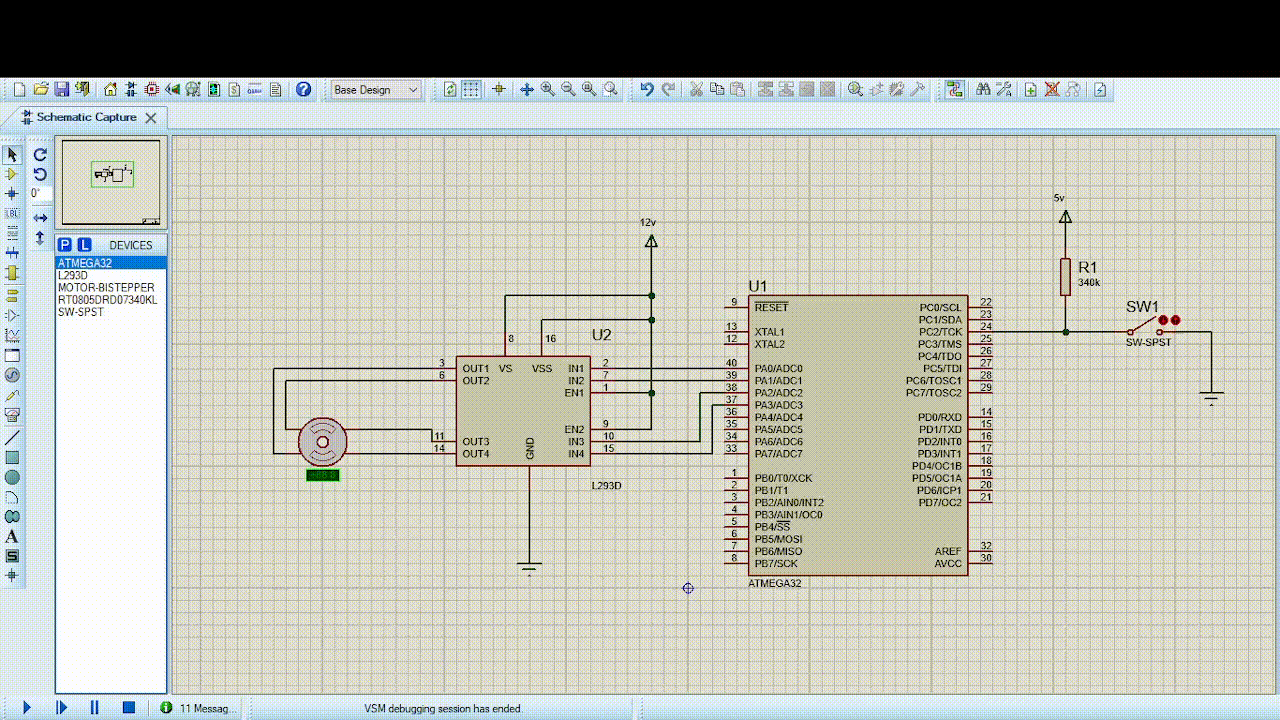 Base Design
Schematic Capture
0°
LBL
P L DEVICES
ATMEGA32
L293D
MOTOR-BISTEPPER
RT0805DRD07340KL
SW-SPST
A
S
12v
5v
R1
340k
SW1
SW-SPST
U2
8
16
VS
VSS
3 OUT1
6 OUT2
11 OUT3
14 OUT4
GND
IN1 2
IN2 7
EN1 1
EN2 9
IN3 10
IN4 15
L293D
U1
9 RESET
13 XTAL1
12 XTAL2
40 PA0/ADC0
39 PA1/ADC1
38 PA2/ADC2
37 PA3/ADC3
36 PA4/ADC4
35 PA5/ADC5
34 PA6/ADC6
33 PA7/ADC7
1 PB0/T0/XCK
2 PB1/T1
3 PB2/AIN0/INT2
4 PB3/AIN1/OC0
5 PB4/SS
6 PB5/MOSI
7 PB6/MISO
8 PB7/SCK
PC0/SCL 22
PC1/SDA 23
PC2/TCK 24
PC3/TMS 25
PC4/TDO 26
PC5/TDI 27
PC6/TOSC1 28
PC7/TOSC2 29
PD0/RXD 14
PD1/TXD 15
PD2/INT0 16
PD3/INT1 17
PD4/OC1B 18
PD5/OC1A 19
PD6/ICP1 20
PD7/OC2 21
AREF 32
AVCC 30
ATMEGA32
11 Messag...
VSM debugging session has ended.